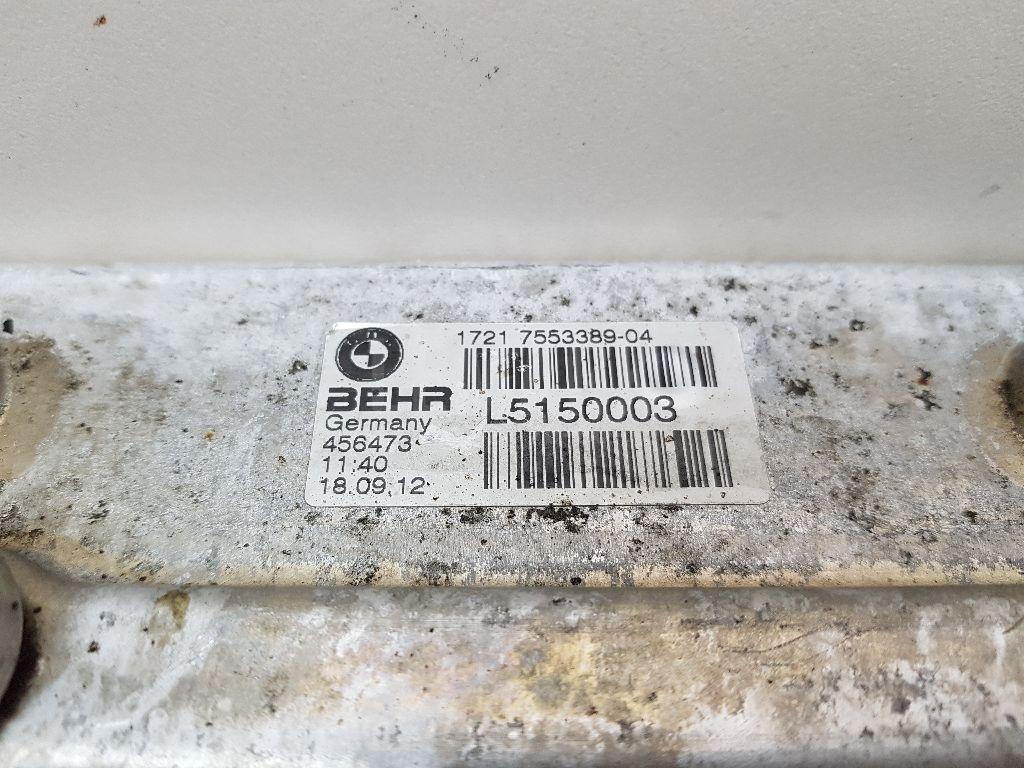 1721 7553389-04
BEHR
L5150003
Germany
456473
11:40
18.09.12